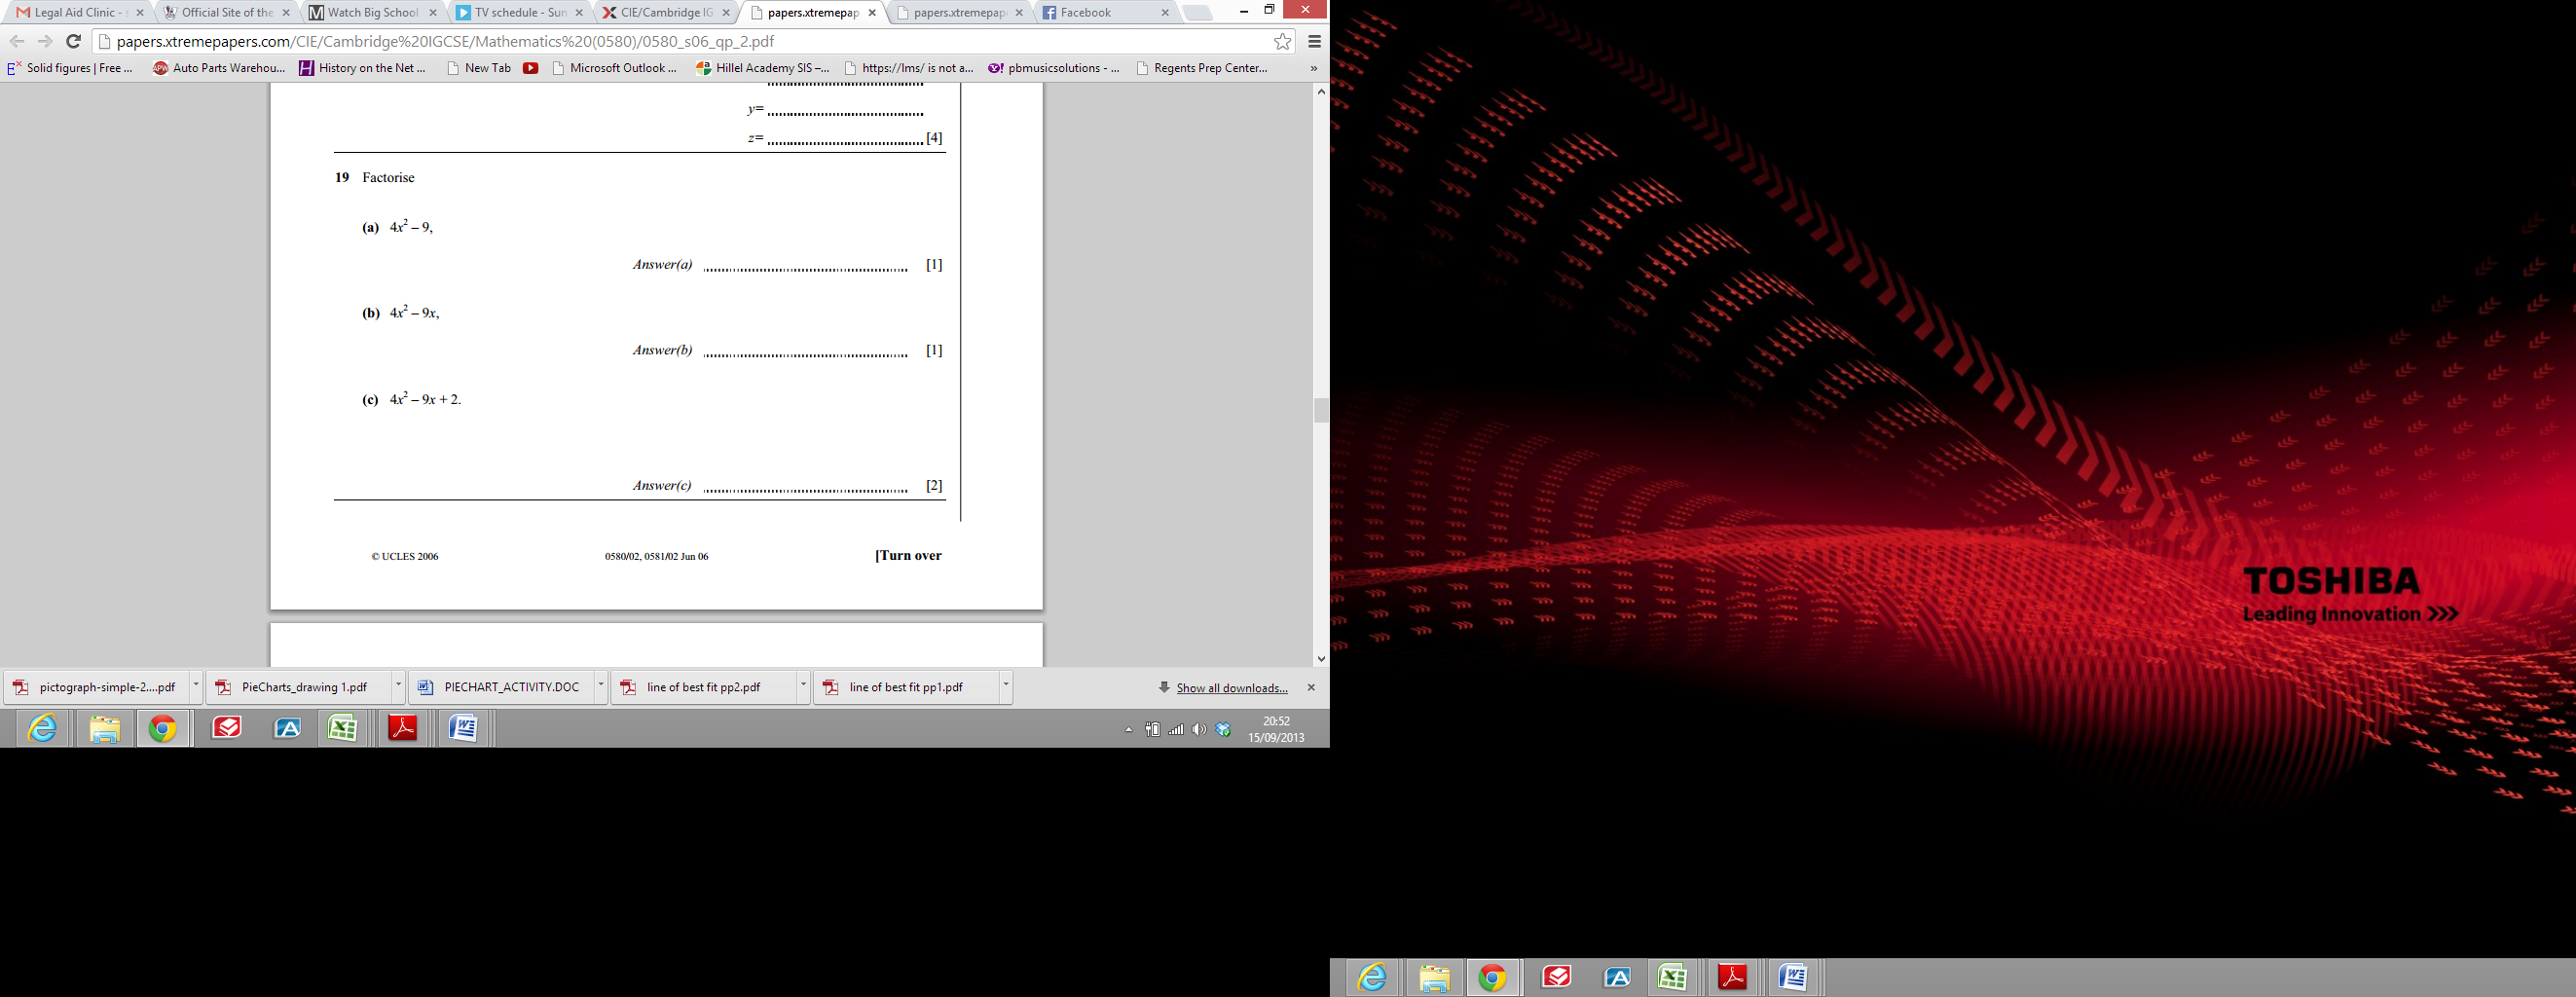 Legal Aid Clinic - s
Official Site of the
Watch Big School
TV schedule - Sun
CIE/Cambridge IG
papers.xtremepap
papers.xtremepap
Facebook
papers.xtremepapers.com/CIE/Cambridge%20IGCSE/Mathematics%20(0580)/0580_s06_qp_2.pdf
Solid figures | Free ...
Auto Parts Warehou...
History on the Net ...
New Tab
Microsoft Outlook ...
Hillel Academy SIS –...
https://lms/ is not a...
pbmusicsolutions - ...
Regents Prep Center...
»
y= ........................................
z= ........................................ [4]
19 Factorise
(a) 4x² – 9,
Answer(a) ........................................ [1]
(b) 4x² – 9x,
Answer(b) ........................................ [1]
(c) 4x² – 9x + 2.
Answer(c) ........................................ [2]
© UCLES 2006 0580/02, 0581/02 Jun 06 [Turn over
pictograph-simple-2....pdf
PieCharts_drawing 1.pdf
PIECHART_ACTIVITY.DOC
line of best fit pp2.pdf
line of best fit pp1.pdf
Show all downloads...
20:52
15/09/2013
TOSHIBA
Leading Innovation >>>